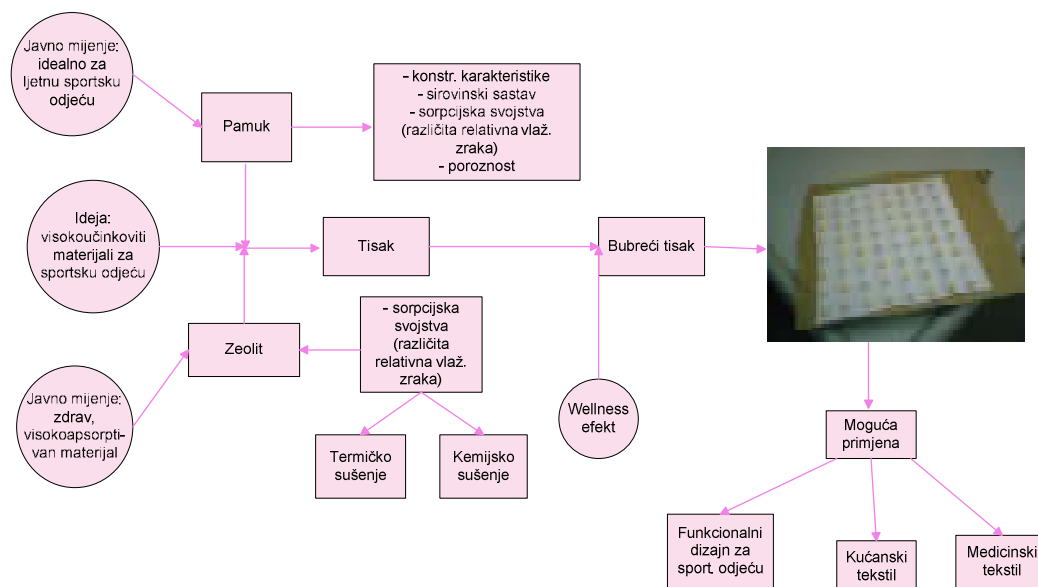 Javno mijenje:
idealno za
ljetnu sportsku
odjeću
- konstr. karakteristike
- sirovinski sastav
- sorpcijska svojstva
(različita relativna vlaž.
zraka)
- poroznost
Pamuk
Ideja:
visokoučinkoviti
materijali za
sportsku odjeću
Tisak
Bubreći tisak
Zeolit
- sorpcijska
svojstva
(različita
relativna vlaž.
zraka)
Javno mijenje:
zdrav,
visokoapsorpti-
van materijal
Wellness
efekt
Termičko
sušenje
Kemijsko
sušenje
Moguća
primjena
Funkcionalni
dizajn za
sport. odjeću
Kućanski
tekstil
Medicinski
tekstil